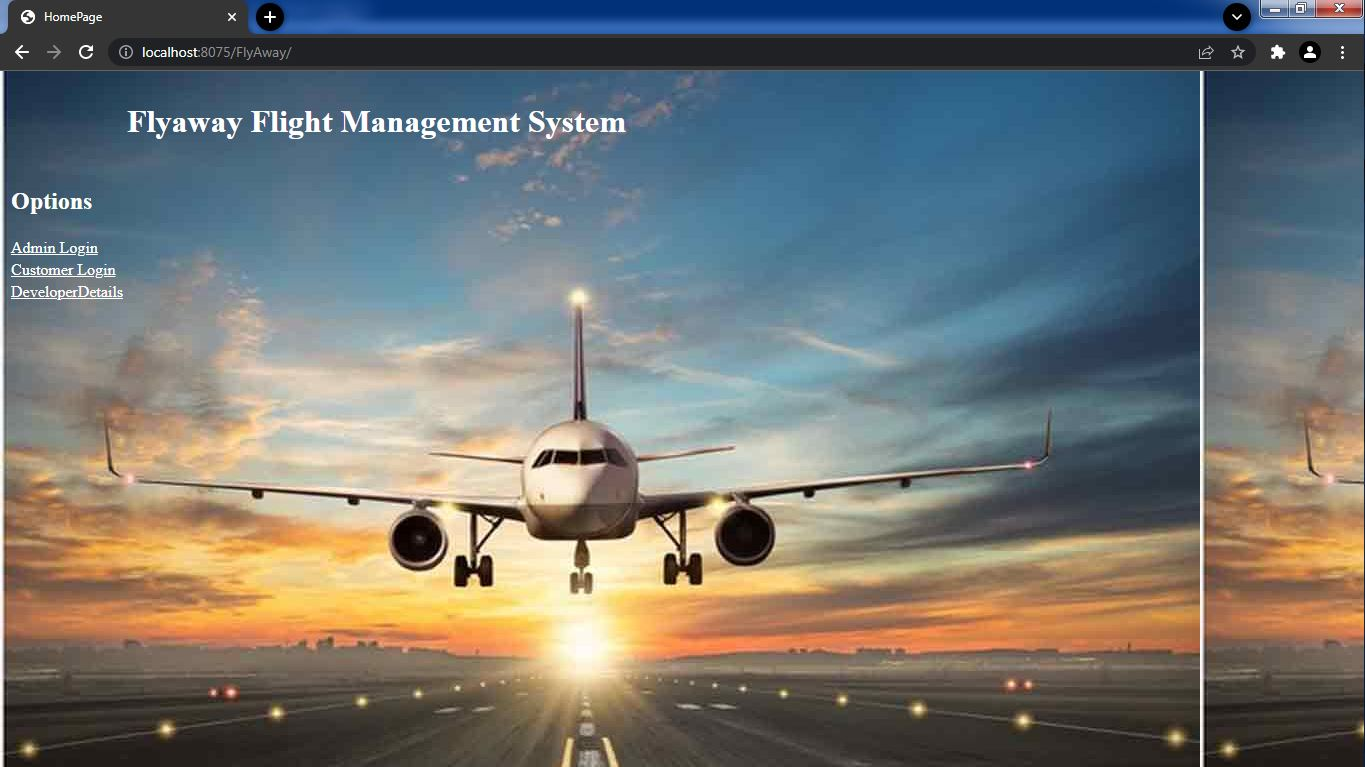 HomePage
localhost:8075/FlyAway/
Flyaway Flight Management System
Options
Admin Login
Customer Login
DeveloperDetails